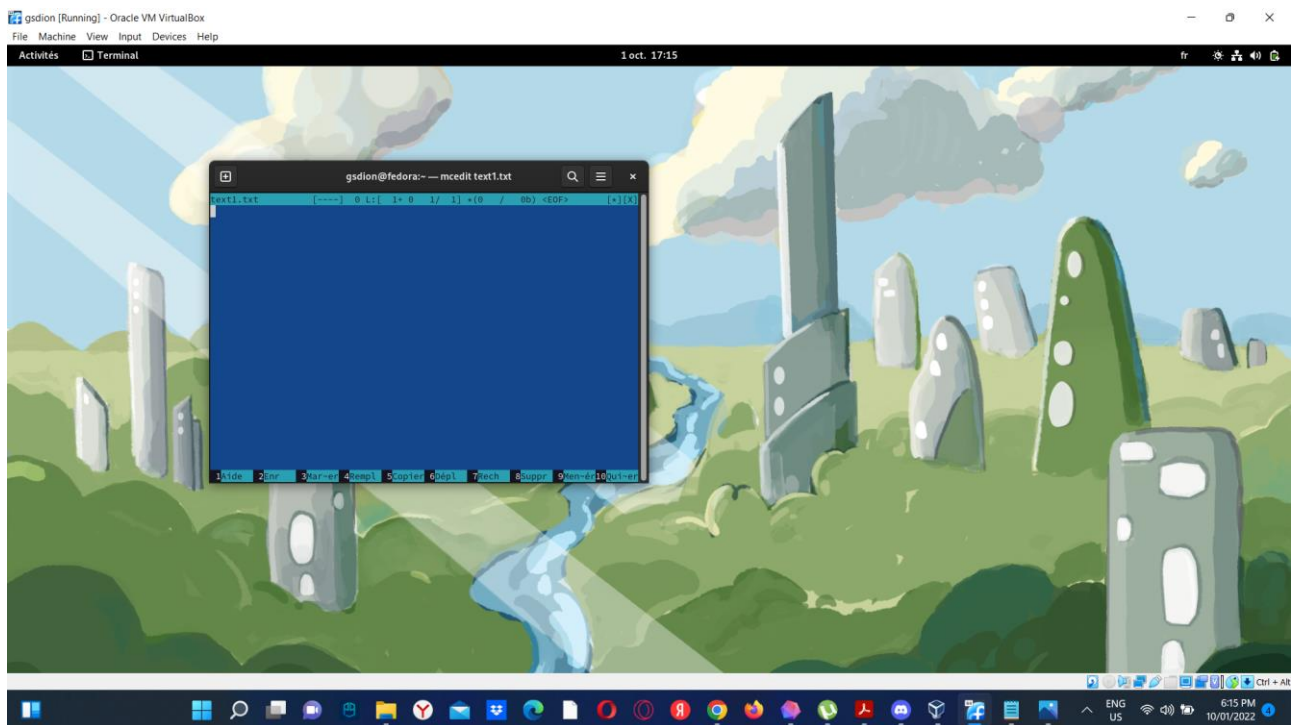 gsdion [Running] - Oracle VM VirtualBox
File Machine View Input Devices Help
Activités Terminal 1 oct. 17:15 fr
gsdion@fedora:~ — mcedit text1.txt
text1.txt [----] 0 L:[ 1+ 0 1/ 1] *(0 / 0b) <EOF> [*][X]
1Aide 2Enr 3Mar~er 4Rempl 5Copier 6Dépl 7Rech 8Suppr 9Men~ér 10Qui~er
Ctrl + Alt
ENG
US
6:15 PM
10/01/2022
4